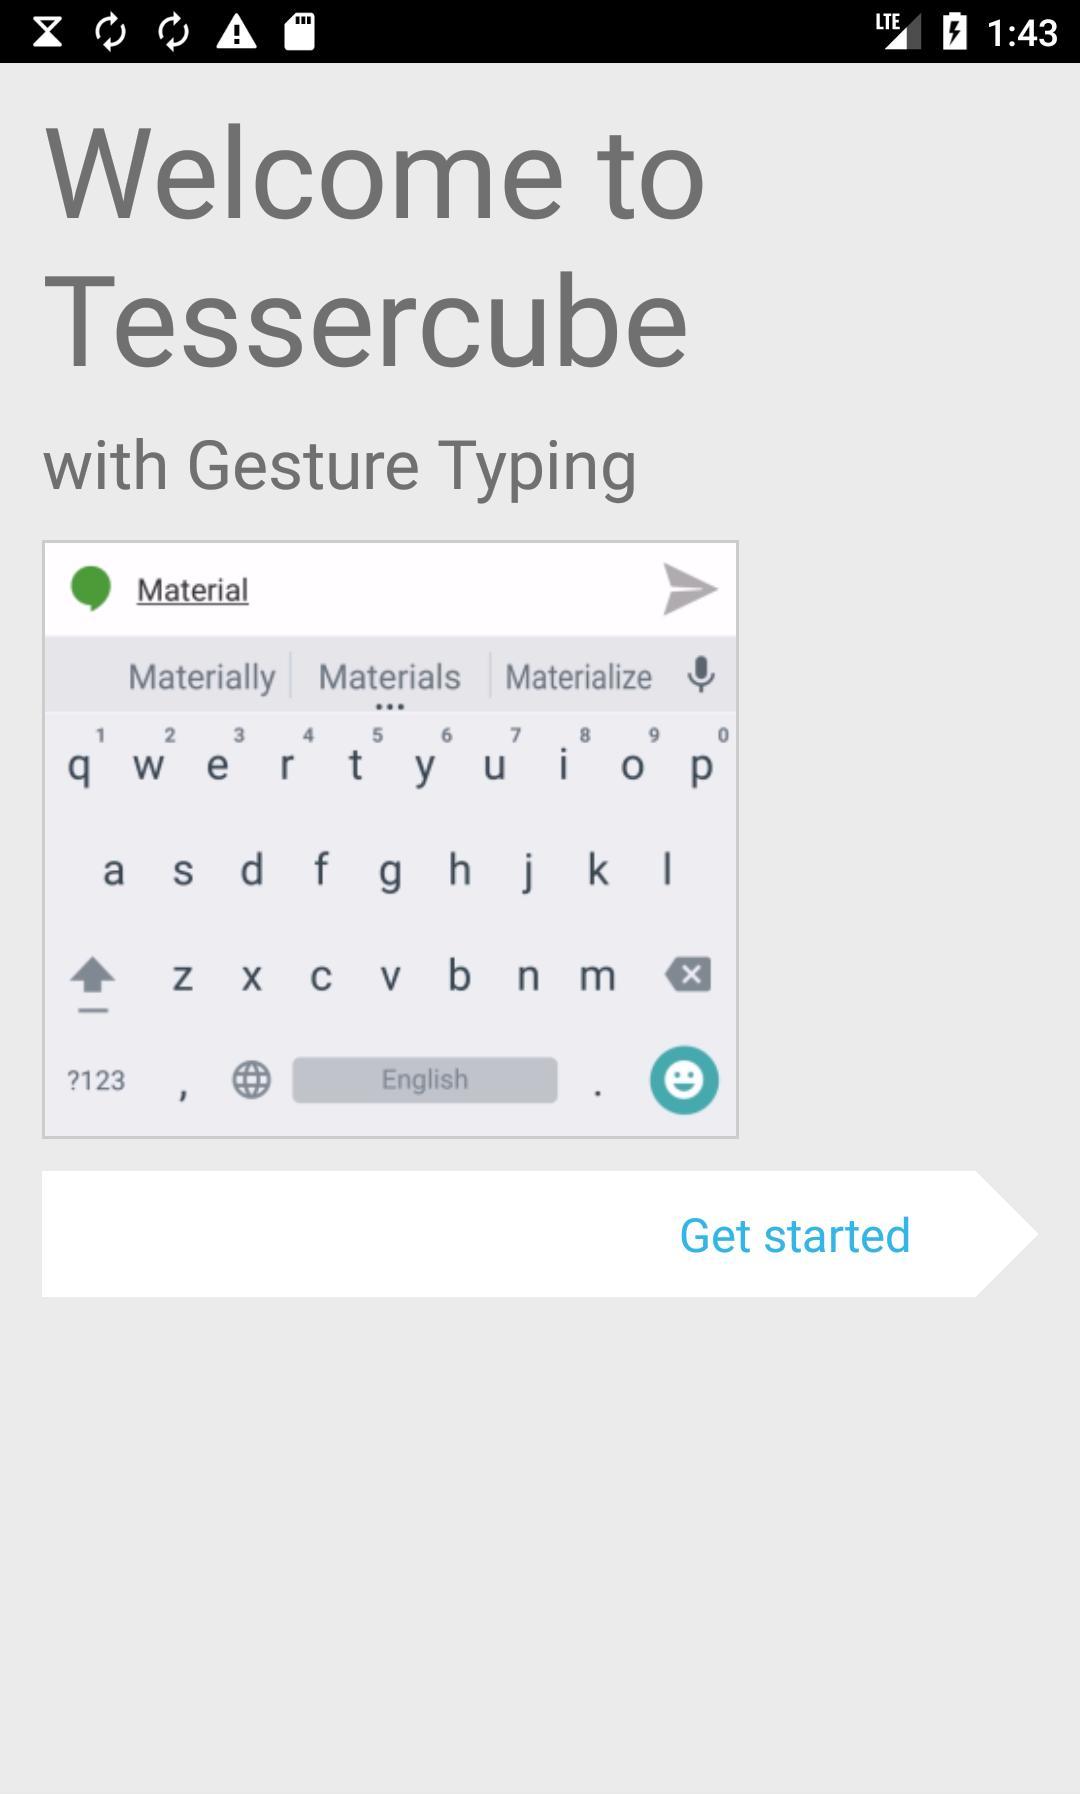 LTE 1:43
Welcome to
Tessercube
with Gesture Typing
Material
Materially Materials Materialize
1 2 3 4 5 6 7 8 9 0
q w e r t y u i o p
a s d f g h j k l
z x c v b n m
?123 , English .
Get started